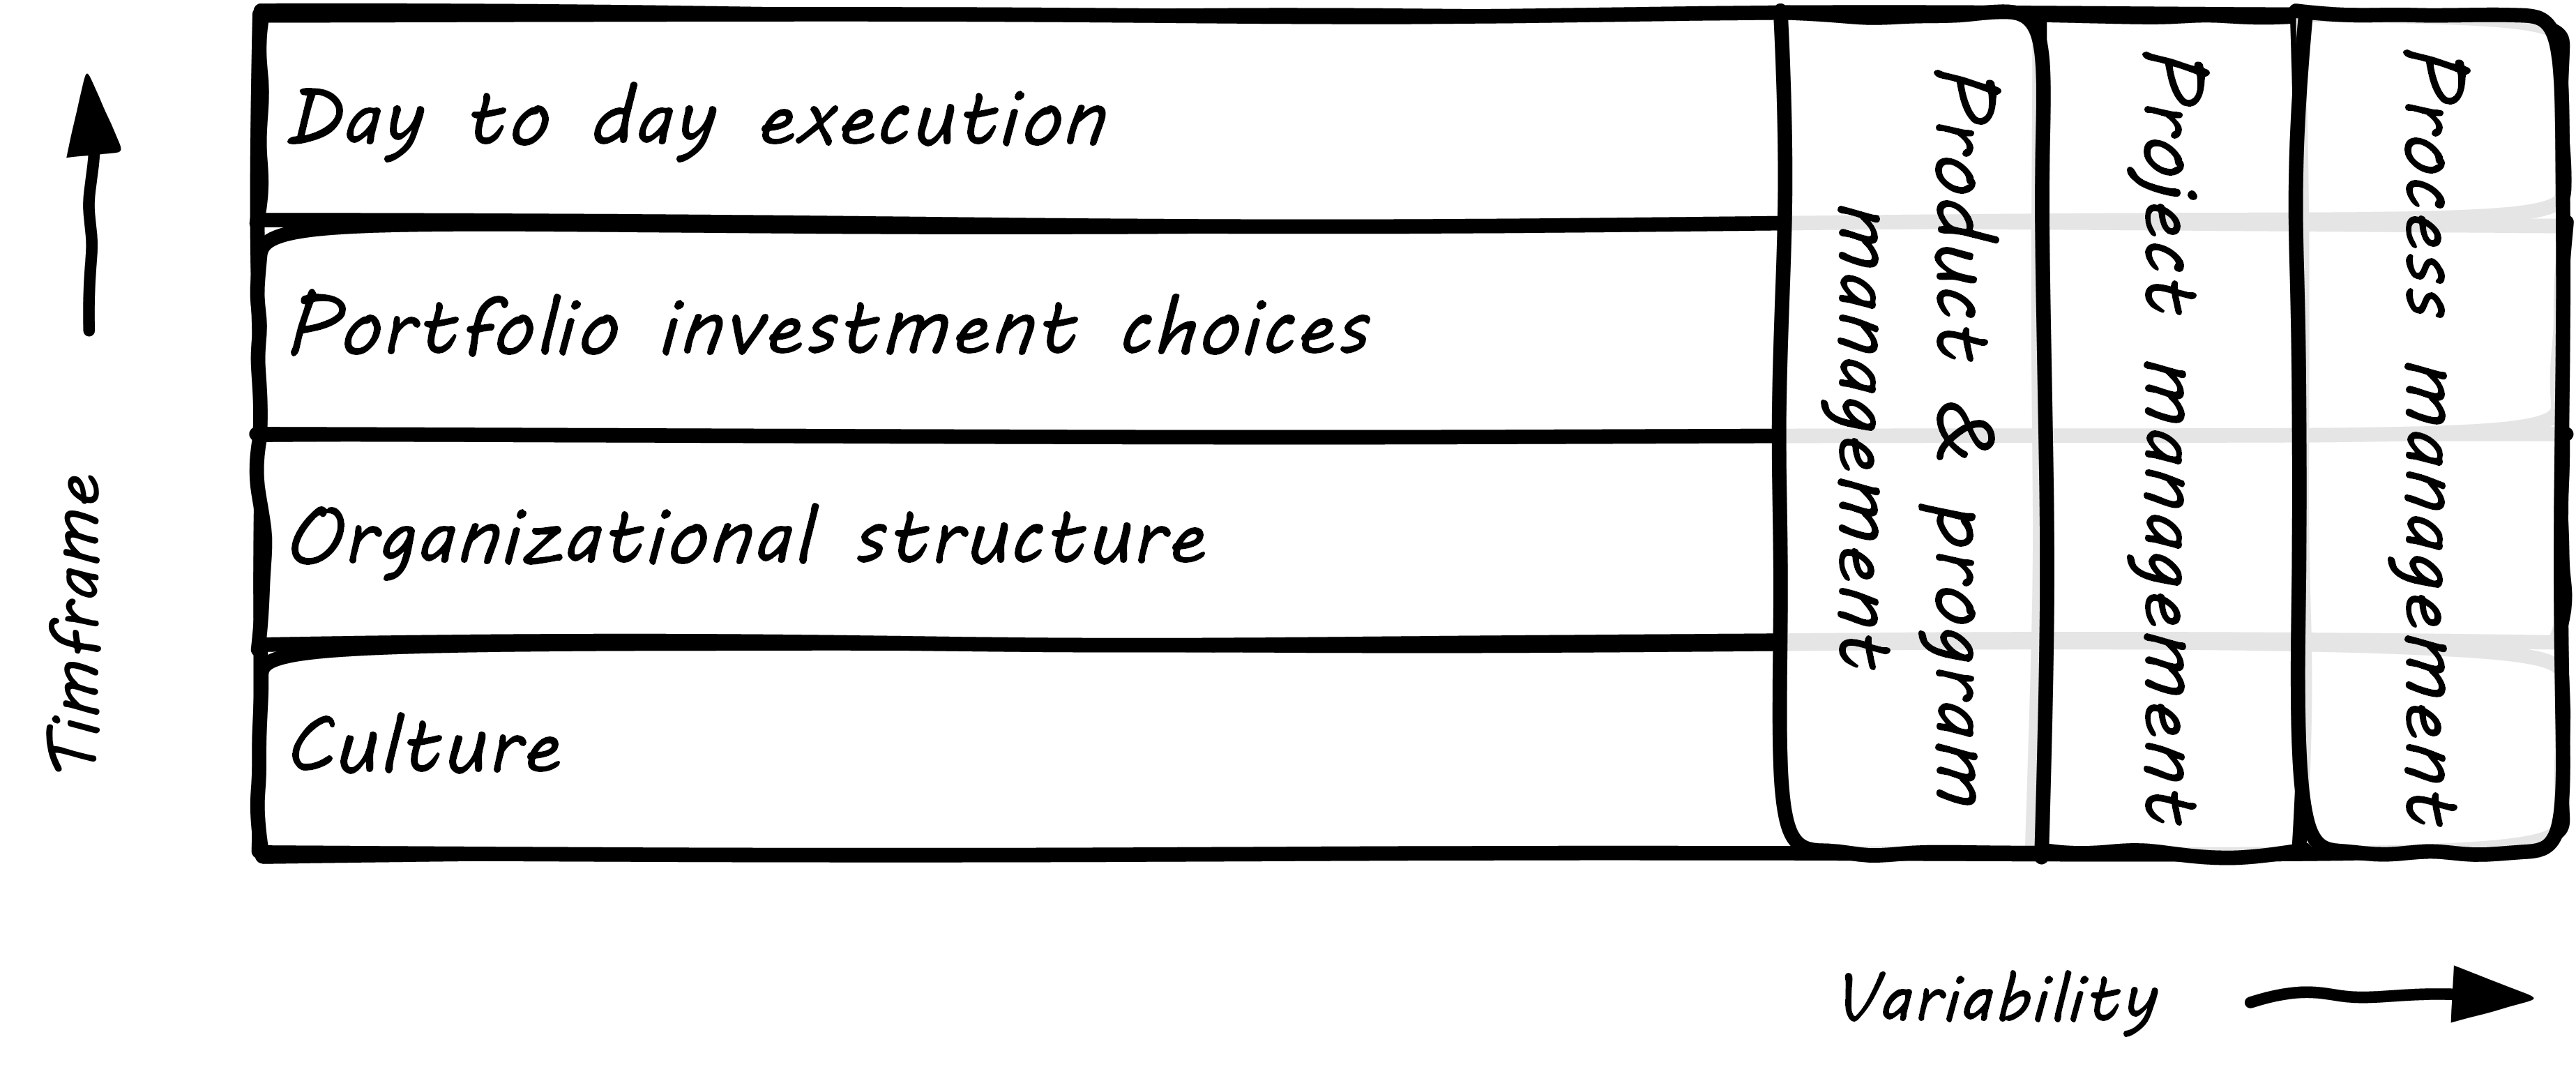 Day to day execution
Portfolio investment choices
Organizational structure
Culture
Product & program
management
Project management
Process management
Timframe
Variability